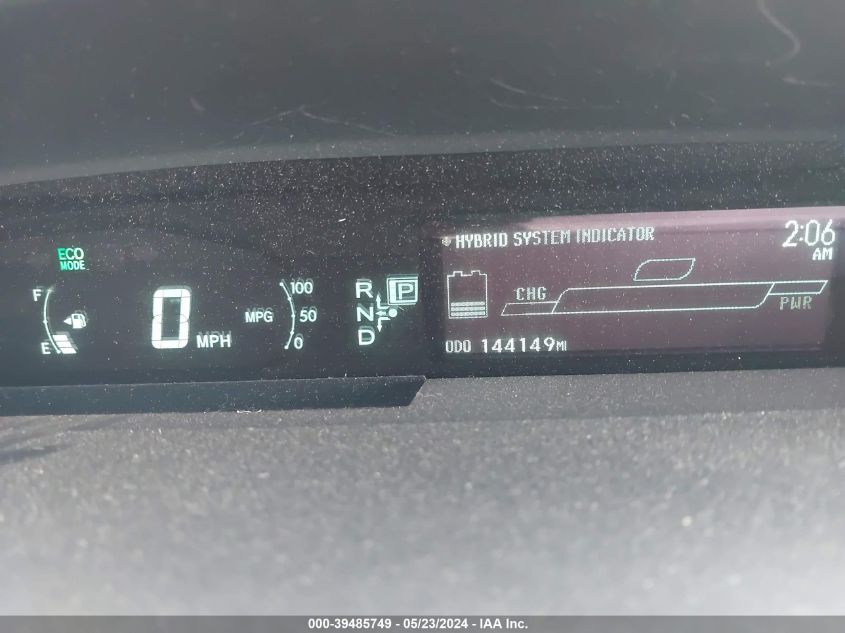 ECO
MODE
F
E
0 MPH
MPG
100
50
0
R P
N
D
HYBRID SYSTEM INDICATOR
2:06
AM
CHG
PWR
ODO 144149MI
000-39485749 - 05/23/2024 - IAA Inc.